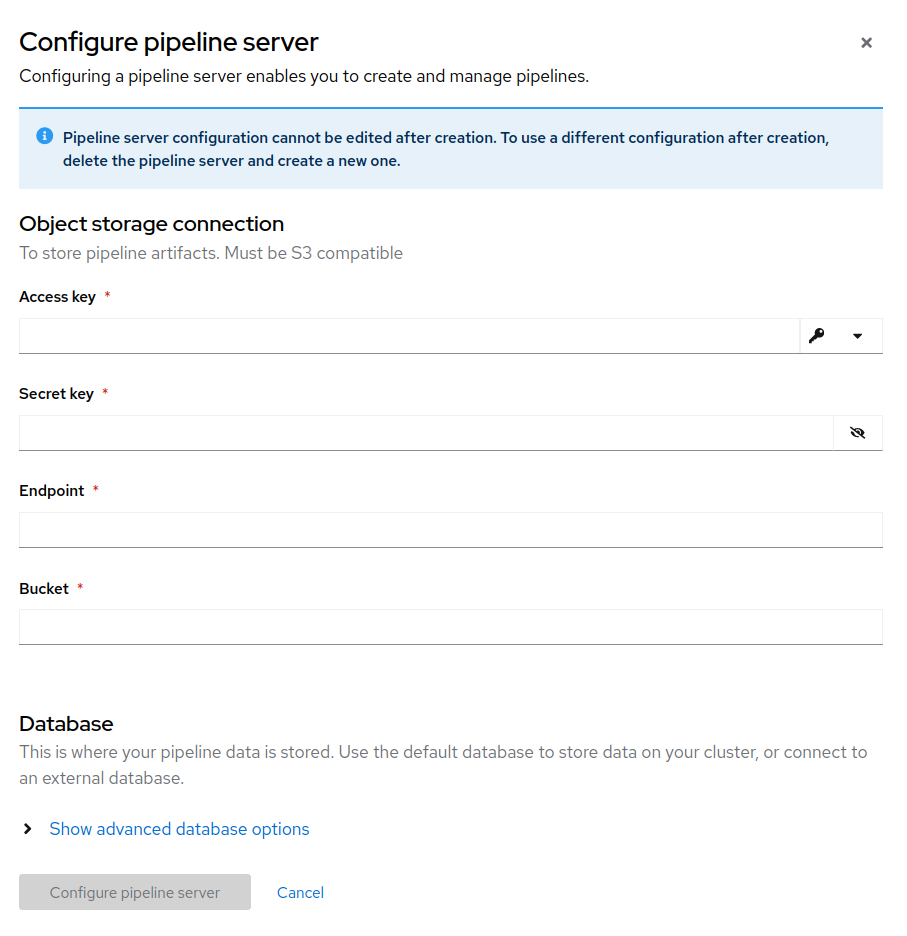 Configure pipeline server
Configuring a pipeline server enables you to create and manage pipelines.
Pipeline server configuration cannot be edited after creation. To use a different configuration after creation,
delete the pipeline server and create a new one.
Object storage connection
To store pipeline artifacts. Must be S3 compatible
Access key *
Secret key *
Endpoint *
Bucket *
Database
This is where your pipeline data is stored. Use the default database to store data on your cluster, or connect to
an external database.
Show advanced database options
Configure pipeline server
Cancel